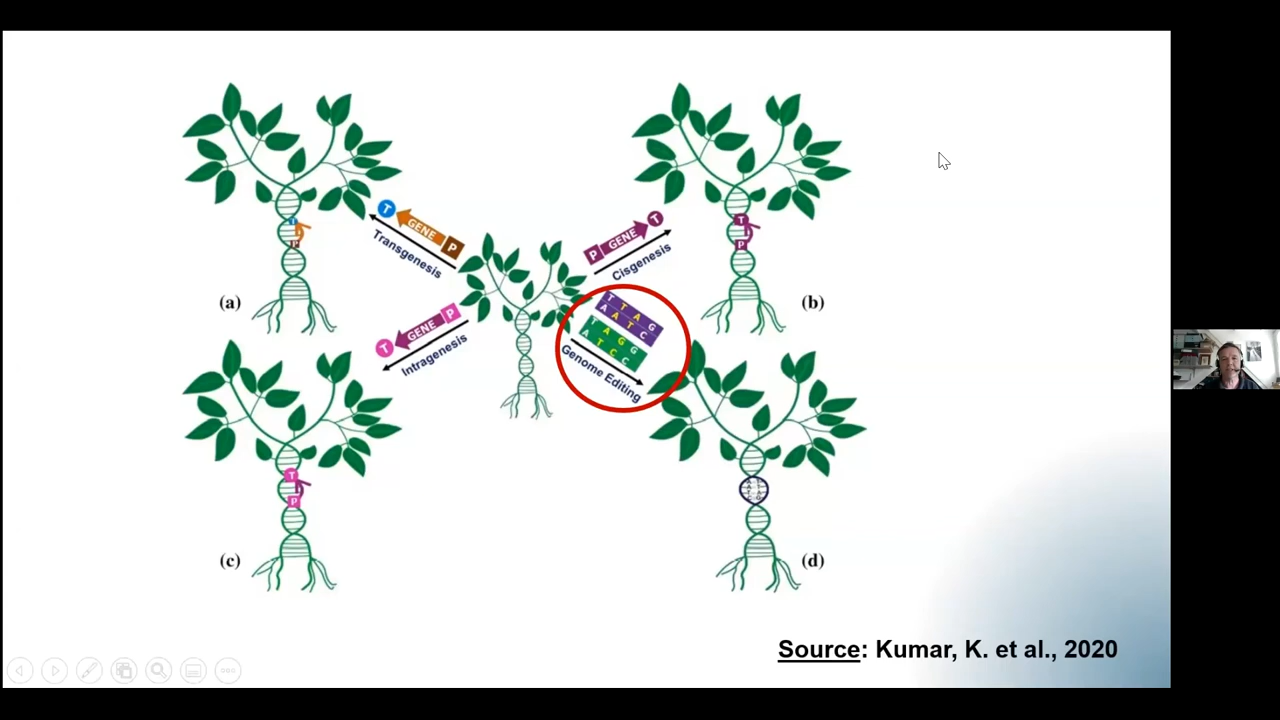 T
GENE
P
Transgenesis
P
GENE
T
Cisgenesis
T
P
T
P
(a)
(b)
T
GENE
P
Intragenesis
T T A G
A A T C
T A G G
A T C C
Genome Editing
T
P
(c)
(d)
Source: Kumar, K. et al., 2020